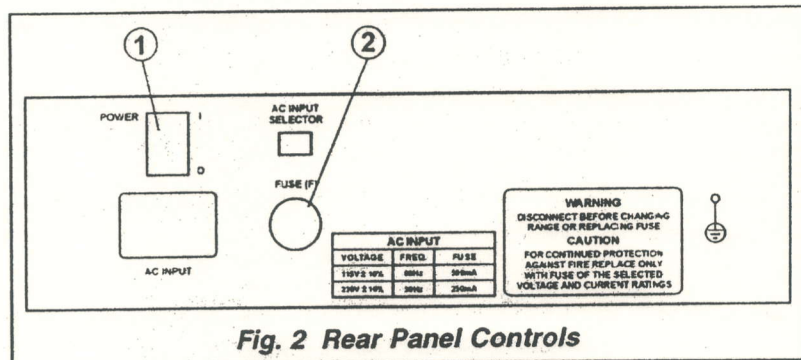 1
2
POWER
I
O
AC INPUT
SELECTOR
FUSE (F)
AC INPUT
AC INPUT
VOLTAGE FREQ. FUSE
115V ± 10% 60Hz 500mA
230V ± 10% 50Hz 250mA
WARNING
DISCONNECT BEFORE CHANGING
RANGE OR REPLACING FUSE
CAUTION
FOR CONTINUED PROTECTION
AGAINST FIRE REPLACE ONLY
WITH FUSE OF THE SELECTED
VOLTAGE AND CURRENT RATINGS
Fig. 2 Rear Panel Controls